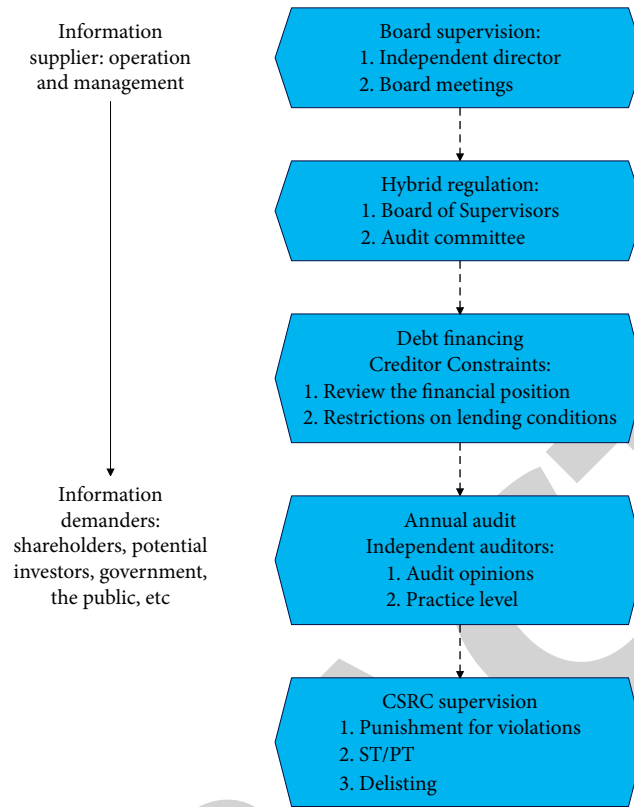 Information
supplier: operation
and management
Information
demanders:
shareholders, potential
investors, government,
the public, etc
Board supervision:
1. Independent director
2. Board meetings
Hybrid regulation:
1. Board of Supervisors
2. Audit committee
Debt financing
Creditor Constraints:
1. Review the financial position
2. Restrictions on lending conditions
Annual audit
Independent auditors:
1. Audit opinions
2. Practice level
CSRC supervision
1. Punishment for violations
2. ST/PT
3. Delisting